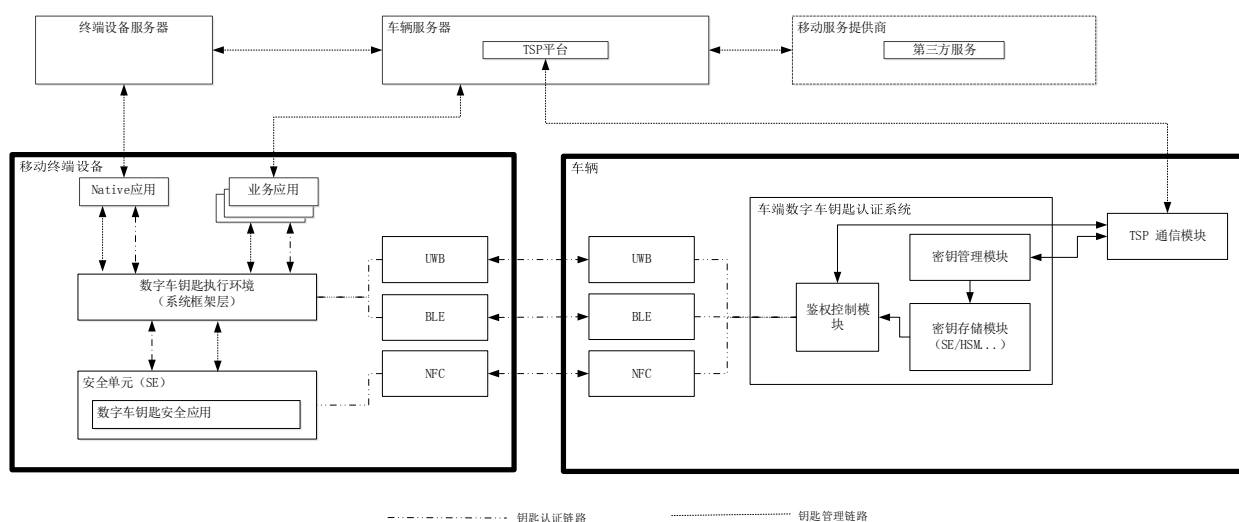 终端设备服务器
车辆服务器
TSP平台
移动服务提供商
第三方服务
移动终端设备
Native应用
业务应用
数字车钥匙执行环境
（系统框架层）
安全单元（SE）
数字车钥匙安全应用
UWB
BLE
NFC
车辆
UWB
BLE
NFC
车端数字车钥匙认证系统
鉴权控制模
块
密钥管理模块
密钥存储模块
（SE/HSM...）
TSP 通信模块
钥匙认证链路
钥匙管理链路